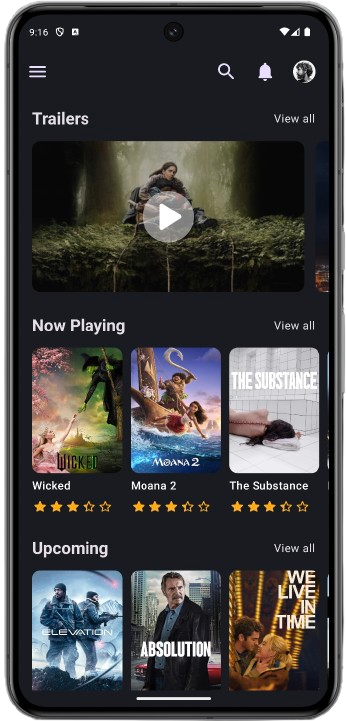 9:16
Trailers View all
Now Playing View all
WICKED
MOANA 2
THE SUBSTANCE
Wicked Moana 2 The Substance
Upcoming View all
ELEVATION
ABSOLUTION
WE
LIVE
IN
TIME